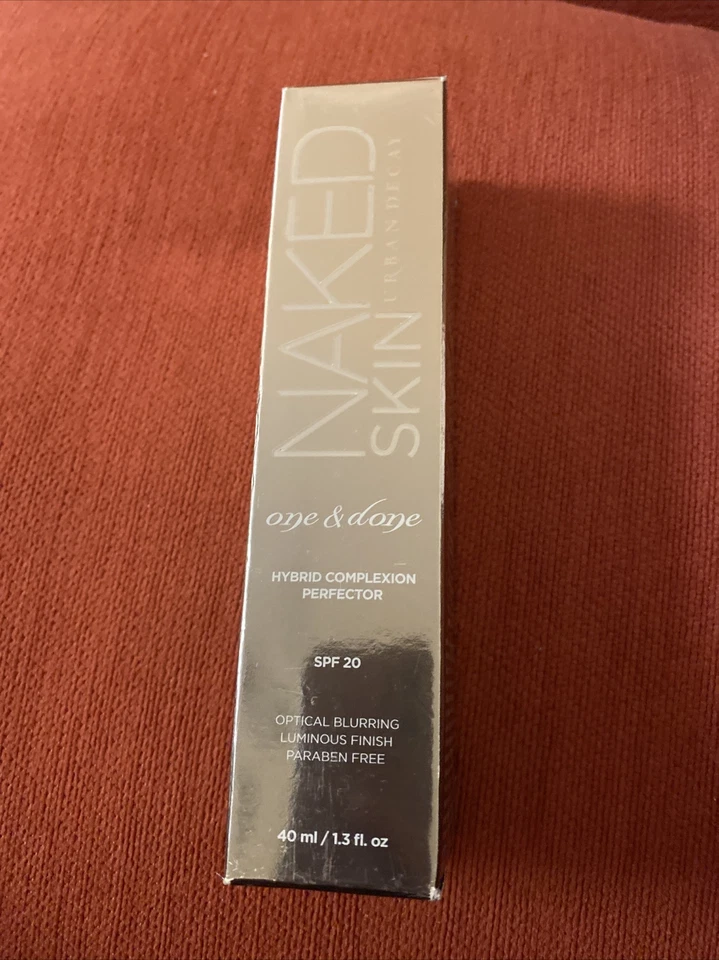 NAKED
SKIN
URBAN DECAY
one & done
HYBRID COMPLEXION
PERFECTOR
SPF 20
OPTICAL BLURRING
LUMINOUS FINISH
PARABEN FREE
40 ml / 1.3 fl. oz